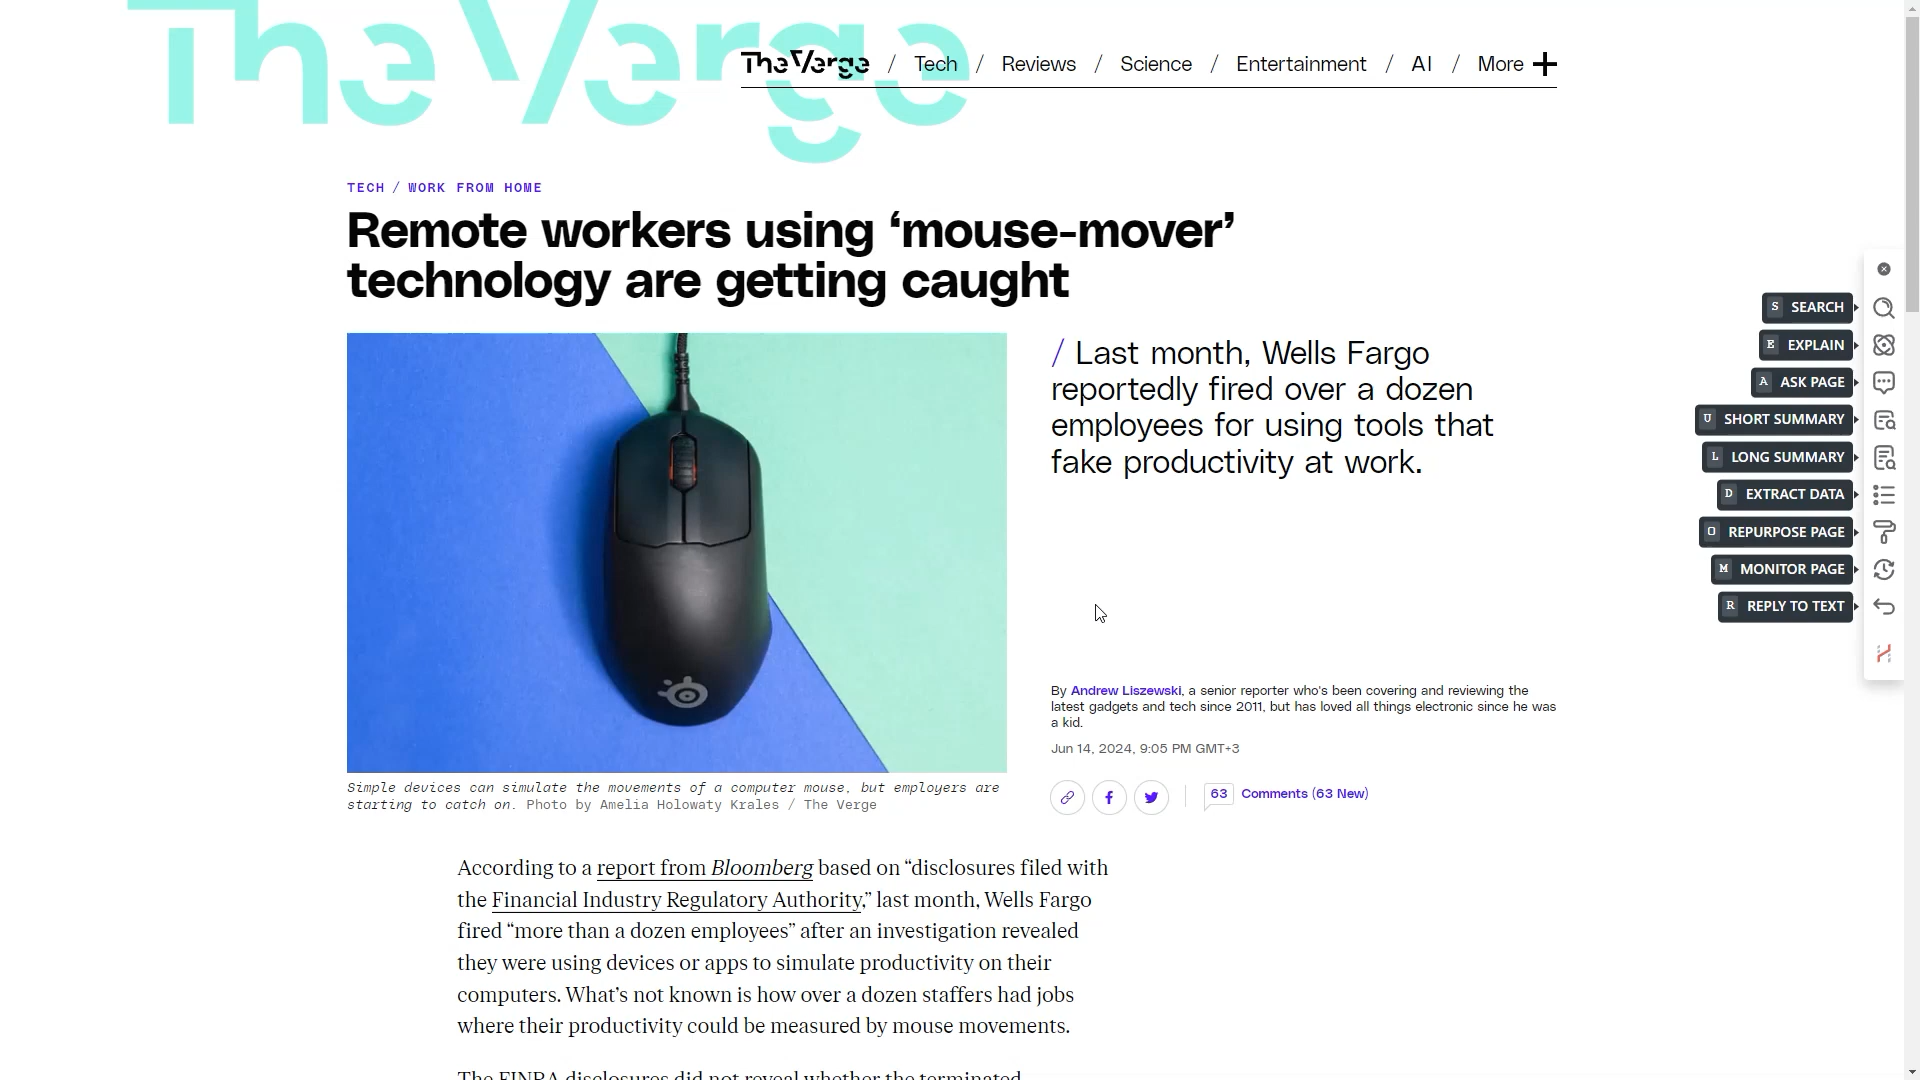 The Verge
The Verge / Tech / Reviews / Science / Entertainment / AI / More
TECH / WORK FROM HOME
Remote workers using ‘mouse-mover’
technology are getting caught
/ Last month, Wells Fargo
reportedly fired over a dozen
employees for using tools that
fake productivity at work.
Simple devices can simulate the movements of a computer mouse, but employers are
starting to catch on. Photo by Amelia Holowaty Krales / The Verge
By Andrew Liszewski, a senior reporter who's been covering and reviewing the
latest gadgets and tech since 2011, but has loved all things electronic since he was
a kid.
Jun 14, 2024, 9:05 PM GMT+3
63 Comments (63 New)
According to a report from Bloomberg based on “disclosures filed with
the Financial Industry Regulatory Authority,” last month, Wells Fargo
fired “more than a dozen employees” after an investigation revealed
they were using devices or apps to simulate productivity on their
computers. What’s not known is how over a dozen staffers had jobs
where their productivity could be measured by mouse movements.
The FINRA disclosures did not reveal whether the terminated
S SEARCH
E EXPLAIN
A ASK PAGE
U SHORT SUMMARY
L LONG SUMMARY
D EXTRACT DATA
O REPURPOSE PAGE
M MONITOR PAGE
R REPLY TO TEXT